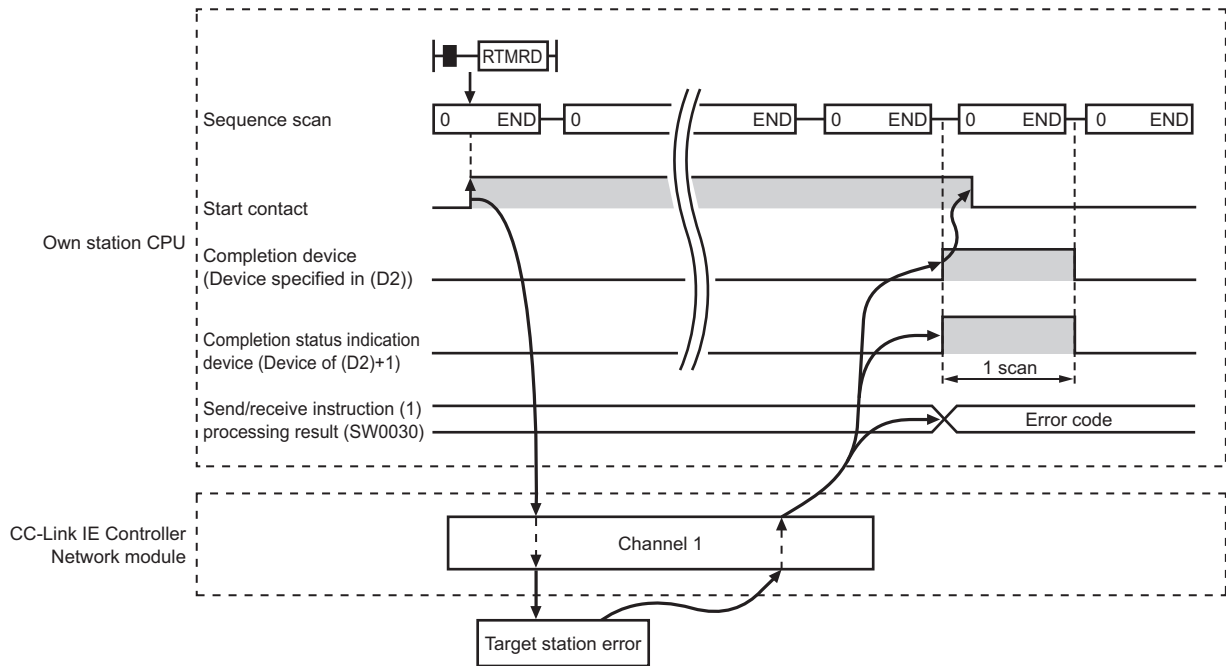 RTMRD
Sequence scan
0 END 0 END 0 END 0 END 0 END
Start contact
Own station CPU
Completion device
(Device specified in (D2))
Completion status indication
device (Device of (D2)+1)
1 scan
Send/receive instruction (1)
processing result (SW0030)
Error code
CC-Link IE Controller
Network module
Channel 1
Target station error